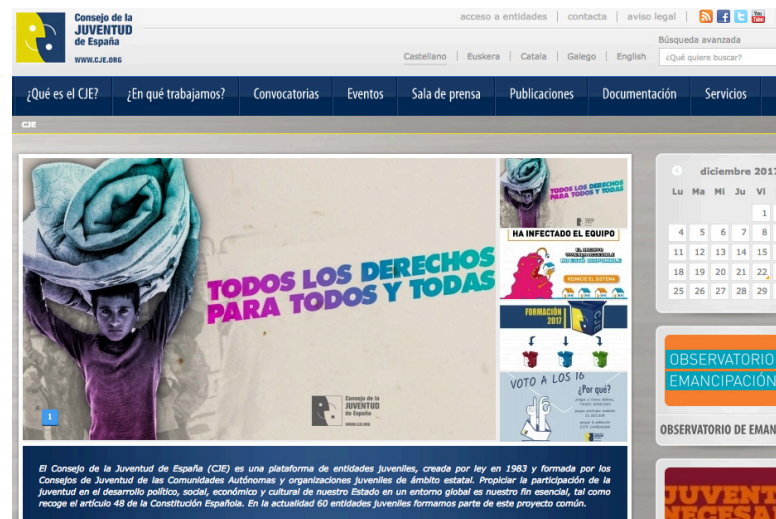 Consejo de la
JUVENTUD
de España
WWW.CJE.ORG
acceso a entidades | contacta | aviso legal
You Tube
Búsqueda avanzada
Castellano | Euskera | Catala | Galego | English
¿Qué quiere buscar?
¿Qué es el CJE?
¿En qué trabajamos?
Convocatorias
Eventos
Sala de prensa
Publicaciones
Documentación
Servicios
CJE
TODOS LOS DERECHOS
PARA TODOS Y TODAS
Consejo de la
JUVENTUD
de España
WWW.CJE.ORG
1
TODOS LOS DERECHOS
PARA TODOS Y TODAS
HA INFECTADO EL EQUIPO
REINICIE EL SISTEMA
FORMACIÓN
2017
VOTO A LOS 16
¿Por qué?
diciembre 2017
Lu Ma Mi Ju Vi
1
4 5 6 7 8
11 12 13 14 15
18 19 20 21 22
25 26 27 28 29
OBSERVATORIO
EMANCIPACIÓN
OBSERVATORIO DE EMAN
JUVENT
NECESA
El Consejo de la Juventud de España (CJE) es una plataforma de entidades juveniles, creada por ley en 1983 y formada por los
Consejos de Juventud de las Comunidades Autónomas y organizaciones juveniles de ámbito estatal. Propiciar la participación de la
juventud en el desarrollo político, social, económico y cultural de nuestro Estado en un entorno global es nuestro fin esencial, tal como
recoge el artículo 48 de la Constitución Española. En la actualidad 60 entidades juveniles formamos parte de este proyecto común.